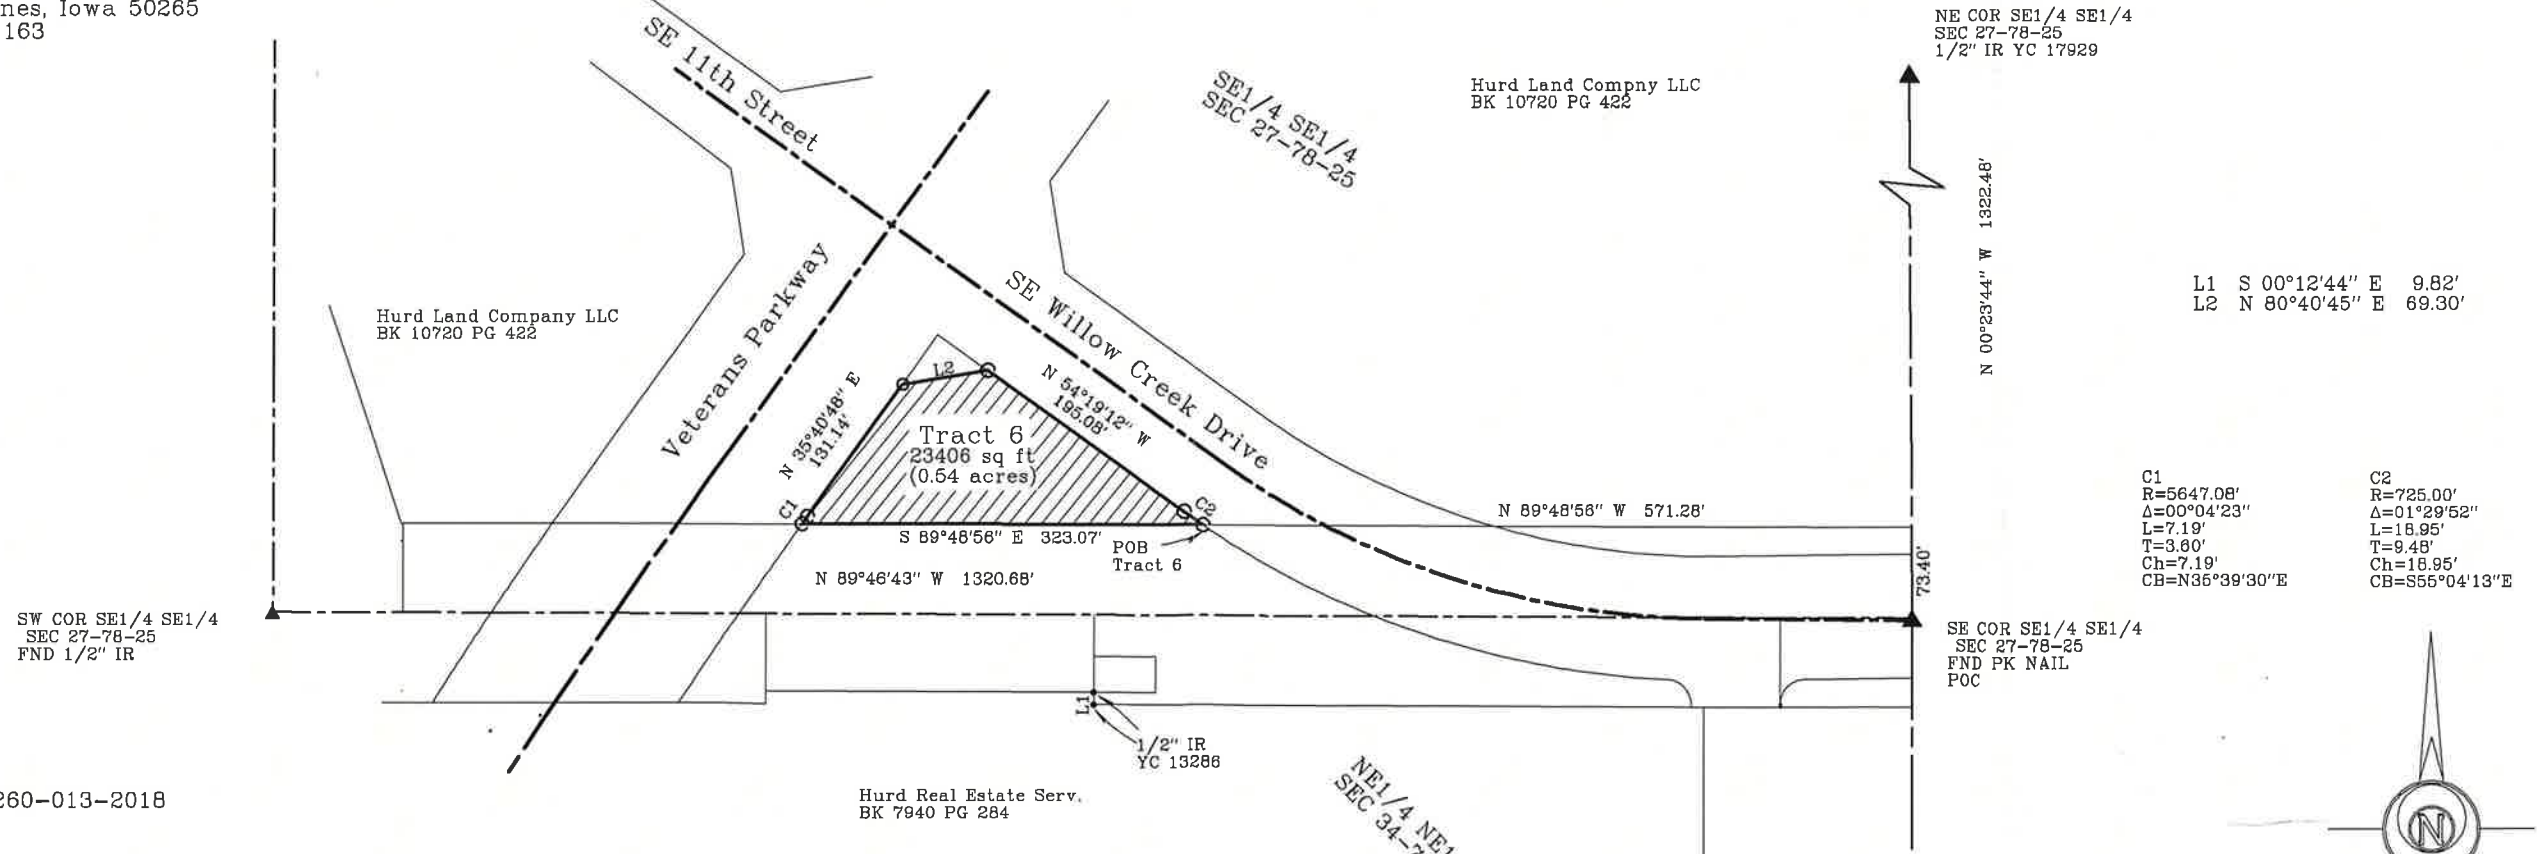 nes, Iowa 50265
163
SE 11th Street
SE1/4 SE1/4
SEC 27-78-25
Hurd Land Compny LLC
BK 10720 PG 422
NE COR SE1/4 SE1/4
SEC 27-78-25
1/2" IR YC 17929
N 00°23'44" W 1322.48'
L1 S 00°12'44" E 9.82'
L2 N 80°40'45" E 69.30'
Hurd Land Company LLC
BK 10720 PG 422
Veterans Parkway
SE Willow Creek Drive
N 35°40'48" E
131.14'
L2
N 54°19'12" W
195.08'
Tract 6
23406 sq ft
(0.54 acres)
C1
C2
S 89°48'56" E 323.07'
POB
Tract 6
N 89°48'56" W 571.28'
N 89°46'43" W 1320.68'
73.40'
C1
R=5647.08'
Δ=00°04'23"
L=7.19'
T=3.60'
Ch=7.19'
CB=N35°39'30"E
C2
R=725.00'
Δ=01°29'52"
L=18.95'
T=9.48'
Ch=18.95'
CB=S55°04'13"E
SW COR SE1/4 SE1/4
SEC 27-78-25
FND 1/2" IR
SE COR SE1/4 SE1/4
SEC 27-78-25
FND PK NAIL
POC
L1
1/2" IR
YC 13286
Hurd Real Estate Serv.
BK 7940 PG 284
NE1/4 NE1
SEC 34-7
260-013-2018
N